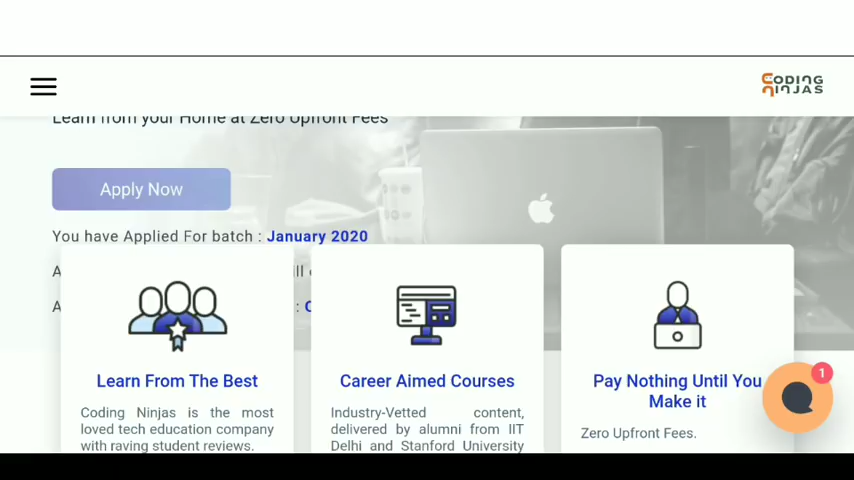 CODING
NINJAS
Learn from your Home at Zero Upfront Fees
Apply Now
You have Applied For batch : January 2020
A
ill
A
:
Learn From The Best
Coding Ninjas is the most
loved tech education company
with raving student reviews.
Career Aimed Courses
Industry-Vetted content,
delivered by alumni from IIT
Delhi and Stanford University
Pay Nothing Until You
Make it
Zero Upfront Fees.
1